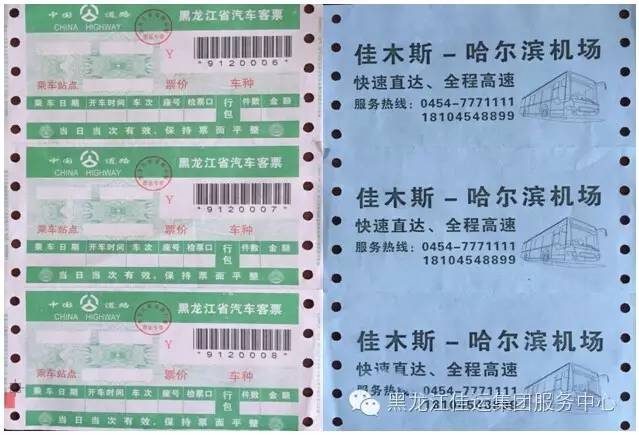 中国 道路
CHINA HIGHWAY
黑龙江省汽车客票
*9120006*
Y
乘车站点 票价 车种
乘车日期 开车时间 车次 座号 检票口 行包 件数 金额
当日当次有效,保持票面平整
中国 道路
CHINA HIGHWAY
黑龙江省汽车客票
*9120007*
Y
乘车站点 票价 车种
乘车日期 开车时间 车次 座号 检票口 行包 件数 金额
当日当次有效,保持票面平整
中国 道路
CHINA HIGHWAY
黑龙江省汽车客票
*9120008*
Y
乘车站点 票价 车种
乘车日期 开车时间 车次 座号 检票口 行包 件数 金额
当日当次有效,保持票面平整
佳木斯-哈尔滨机场
快速直达、全程高速
服务热线:0454-7771111
18104548899
佳木斯-哈尔滨机场
快速直达、全程高速
服务热线:0454-7771111
18104548899
佳木斯-哈尔滨机场
快速直达、全程高速
服务热线:0454-7771111
18104548899
黑龙江佳运集团服务中心